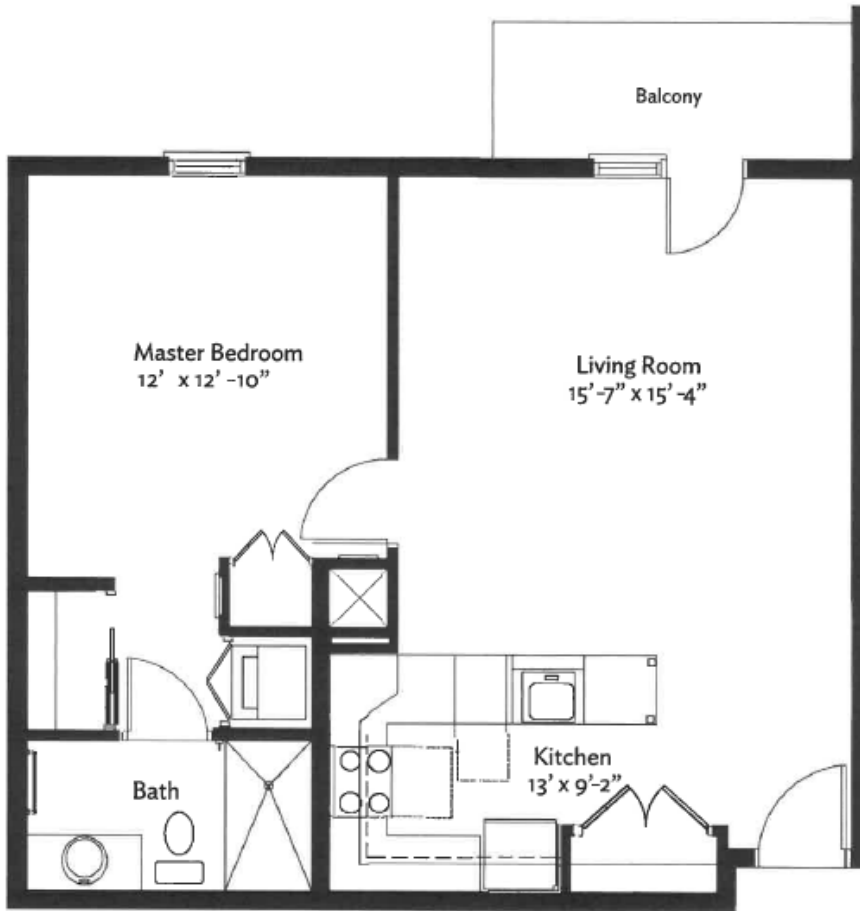 Balcony
Master Bedroom
12’ x 12’ -10”
Living Room
15’-7” x 15’-4”
Kitchen
13’ x 9’-2”
Bath